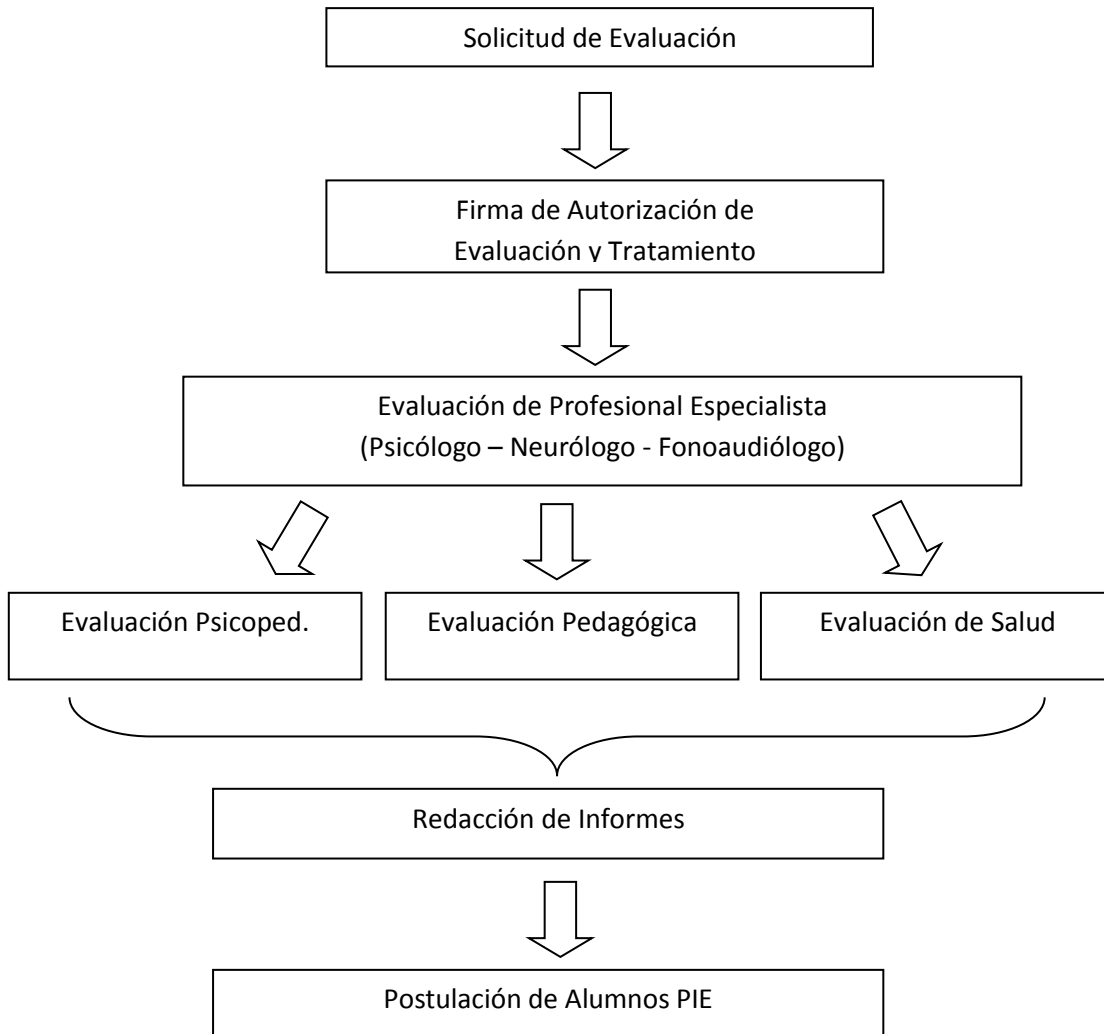 Solicitud de Evaluación
Firma de Autorización de
Evaluación y Tratamiento
Evaluación de Profesional Especialista
(Psicólogo – Neurólogo - Fonoaudiólogo)
Evaluación Psicoped.
Evaluación Pedagógica
Evaluación de Salud
Redacción de Informes
Postulación de Alumnos PIE